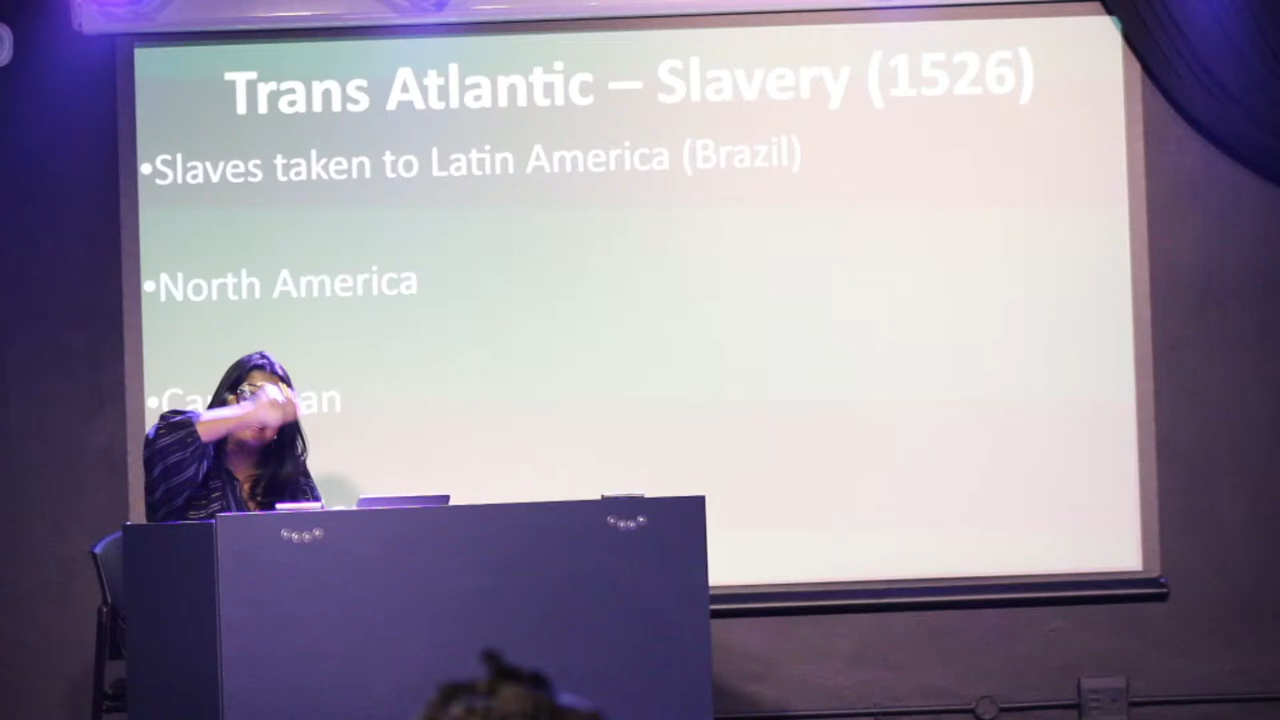 Trans Atlantic – Slavery (1526)
•Slaves taken to Latin America (Brazil)
•North America